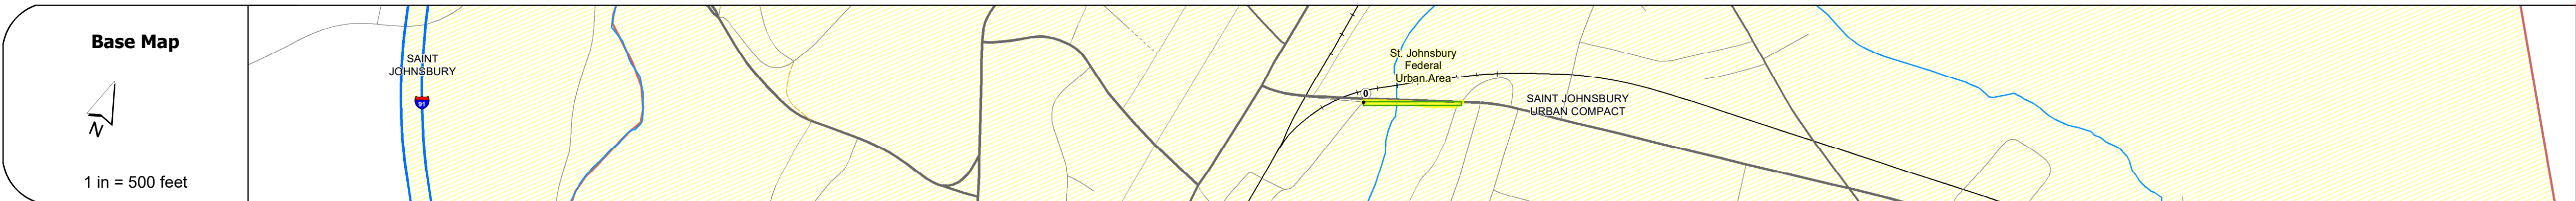 Base Map
N
1 in = 500 feet
SAINT
JOHNSBURY
91
St. Johnsbury
Federal
Urban Area
0
SAINT JOHNSBURY
URBAN COMPACT